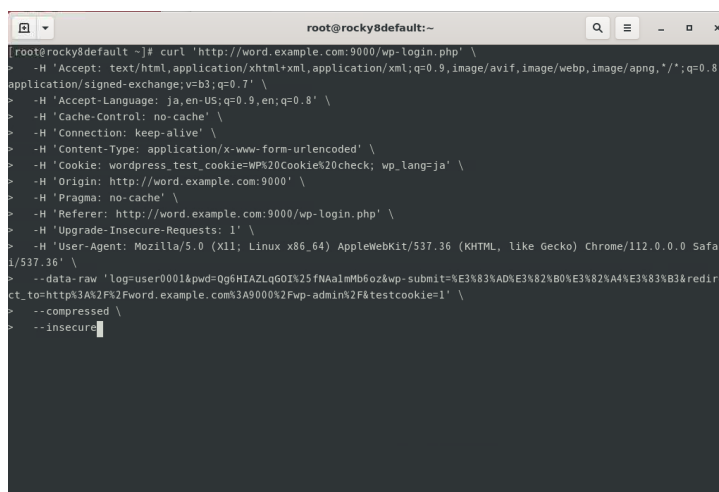 root@rocky8default:~
[root@rocky8default ~]# curl 'http://word.example.com:9000/wp-login.php' \
>   -H 'Accept: text/html,application/xhtml+xml,application/xml;q=0.9,image/avif,image/webp,image/apng,*/*;q=0.8
application/signed-exchange;v=b3;q=0.7' \
>   -H 'Accept-Language: ja,en-US;q=0.9,en;q=0.8' \
>   -H 'Cache-Control: no-cache' \
>   -H 'Connection: keep-alive' \
>   -H 'Content-Type: application/x-www-form-urlencoded' \
>   -H 'Cookie: wordpress_test_cookie=WP%20Cookie%20check; wp_lang=ja' \
>   -H 'Origin: http://word.example.com:9000' \
>   -H 'Pragma: no-cache' \
>   -H 'Referer: http://word.example.com:9000/wp-login.php' \
>   -H 'Upgrade-Insecure-Requests: 1' \
>   -H 'User-Agent: Mozilla/5.0 (X11; Linux x86_64) AppleWebKit/537.36 (KHTML, like Gecko) Chrome/112.0.0.0 Safa
i/537.36' \
>   --data-raw 'log=user0001&pwd=Qg6HIAZLqGOI%25fNAalmMb6oz&wp-submit=%E3%83%AD%E3%82%B0%E3%82%A4%E3%83%B3&redir
ct_to=http%3A%2F%2Fword.example.com%3A9000%2Fwp-admin%2F&testcookie=1' \
>   --compressed \
>   --insecure